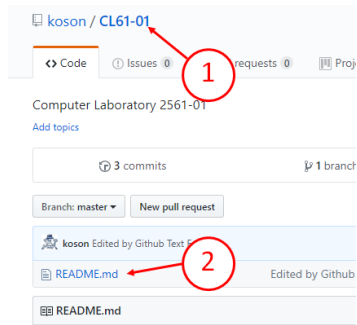 koson / CL61-01
Code Issues 0 requests 0
1
Computer Laboratory 2561-01
Add topics
3 commits 1 branch
Branch: master New pull request
koson Edited by Github Text
2
README.md Edited by Github
README.md